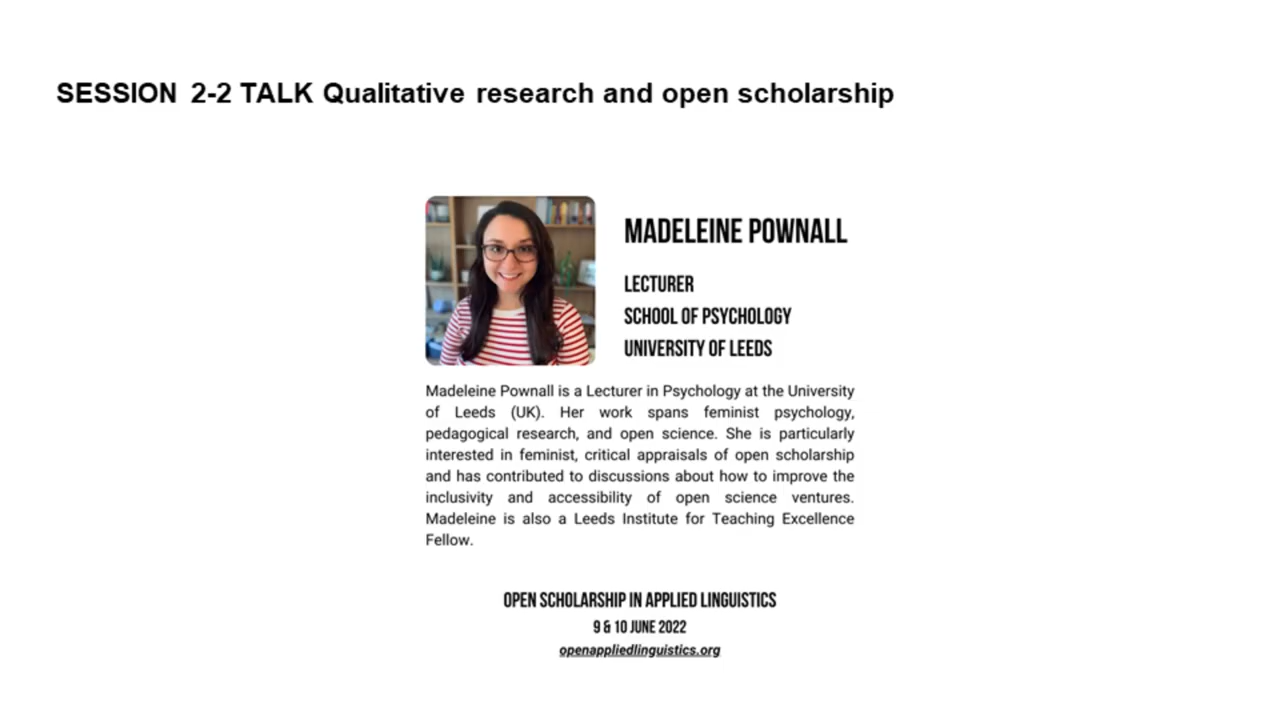 SESSION 2-2 TALK Qualitative research and open scholarship
MADELEINE POWNALL
LECTURER
SCHOOL OF PSYCHOLOGY
UNIVERSITY OF LEEDS
Madeleine Pownall is a Lecturer in Psychology at the University
of Leeds (UK). Her work spans feminist psychology,
pedagogical research, and open science. She is particularly
interested in feminist, critical appraisals of open scholarship
and has contributed to discussions about how to improve the
inclusivity and accessibility of open science ventures.
Madeleine is also a Leeds Institute for Teaching Excellence
Fellow.
OPEN SCHOLARSHIP IN APPLIED LINGUISTICS
9 & 10 JUNE 2022
openappliedlinguistics.org